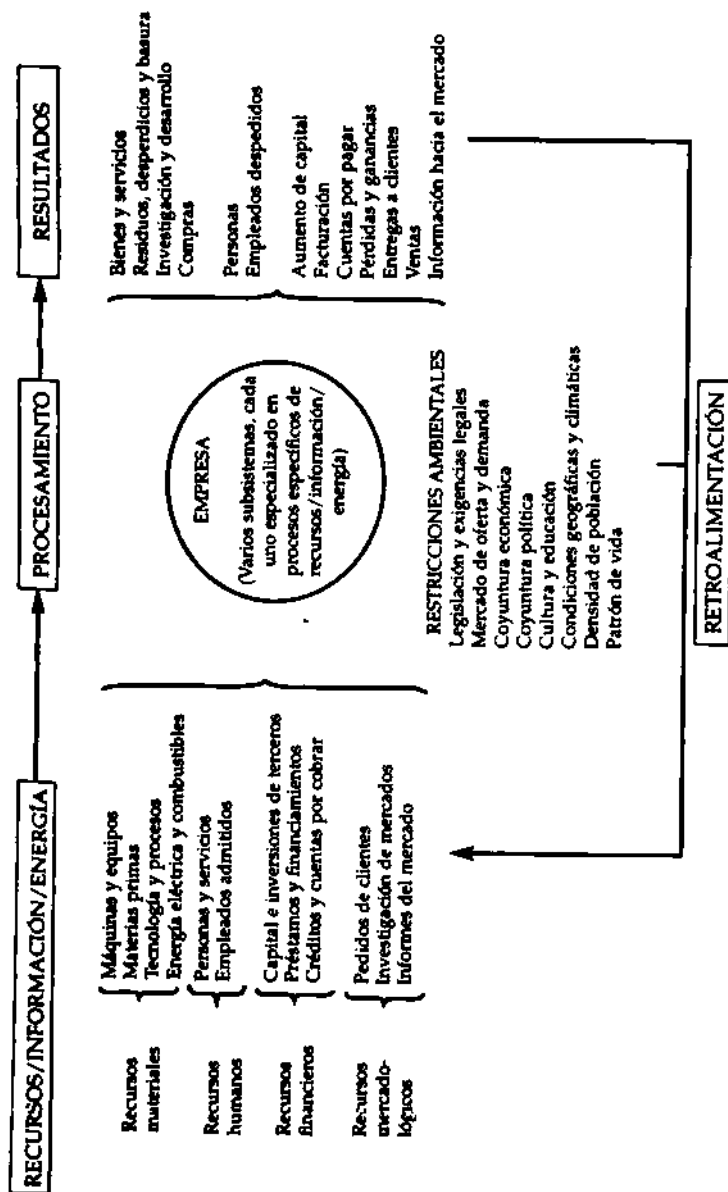 RECURSOS/INFORMACIÓN/ENERGÍA
PROCESAMIENTO
RESULTADOS
Recursos
materiales
Máquinas y equipos
Materias primas
Tecnología y procesos
Energía eléctrica y combustibles
Recursos
humanos
Personas y servicios
Empleados admitidos
Recursos
financieros
Capital e inversiones de terceros
Préstamos y financiamientos
Créditos y cuentas por cobrar
Recursos
mercado-
lógicos
Pedidos de clientes
Investigación de mercados
Informes del mercado
EMPRESA
(Varios subsistemas, cada
uno especializado en
procesos específicos de
recursos/información/
energía)
RESTRICCIONES AMBIENTALES
Legislación y exigencias legales
Mercado de oferta y demanda
Coyuntura económica
Coyuntura política
Cultura y educación
Condiciones geográficas y climáticas
Densidad de población
Patrón de vida
Bienes y servicios
Residuos, desperdicios y basura
Investigación y desarrollo
Compras
Personas
Empleados despedidos
Aumento de capital
Facturación
Cuentas por pagar
Pérdidas y ganancias
Entregas a clientes
Ventas
Información hacia el mercado
RETROALIMENTACIÓN